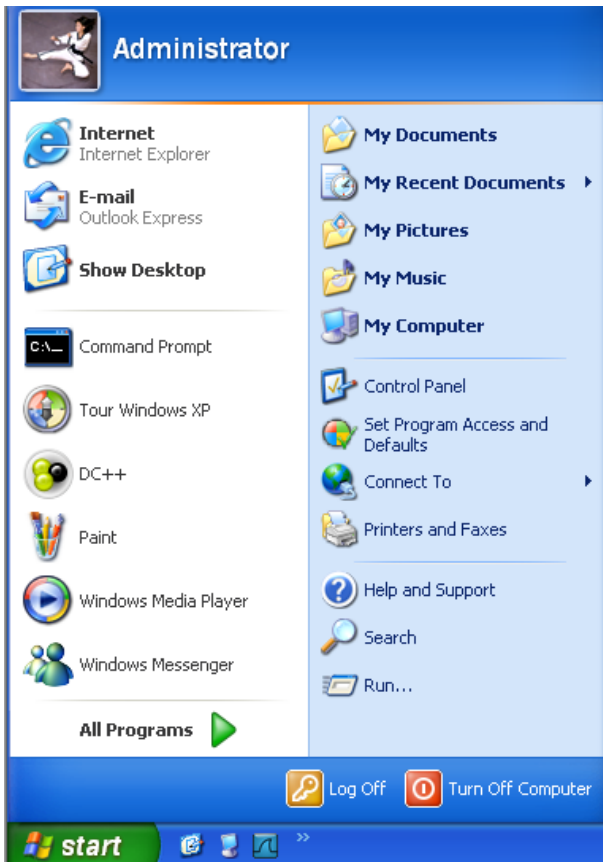 Administrator
Internet
Internet Explorer
E-mail
Outlook Express
Show Desktop
C:\_
Command Prompt
Tour Windows XP
DC++
Paint
Windows Media Player
Windows Messenger
All Programs
My Documents
My Recent Documents
My Pictures
My Music
My Computer
Control Panel
Set Program Access and
Defaults
Connect To
Printers and Faxes
Help and Support
Search
Run...
Log Off
Turn Off Computer
start